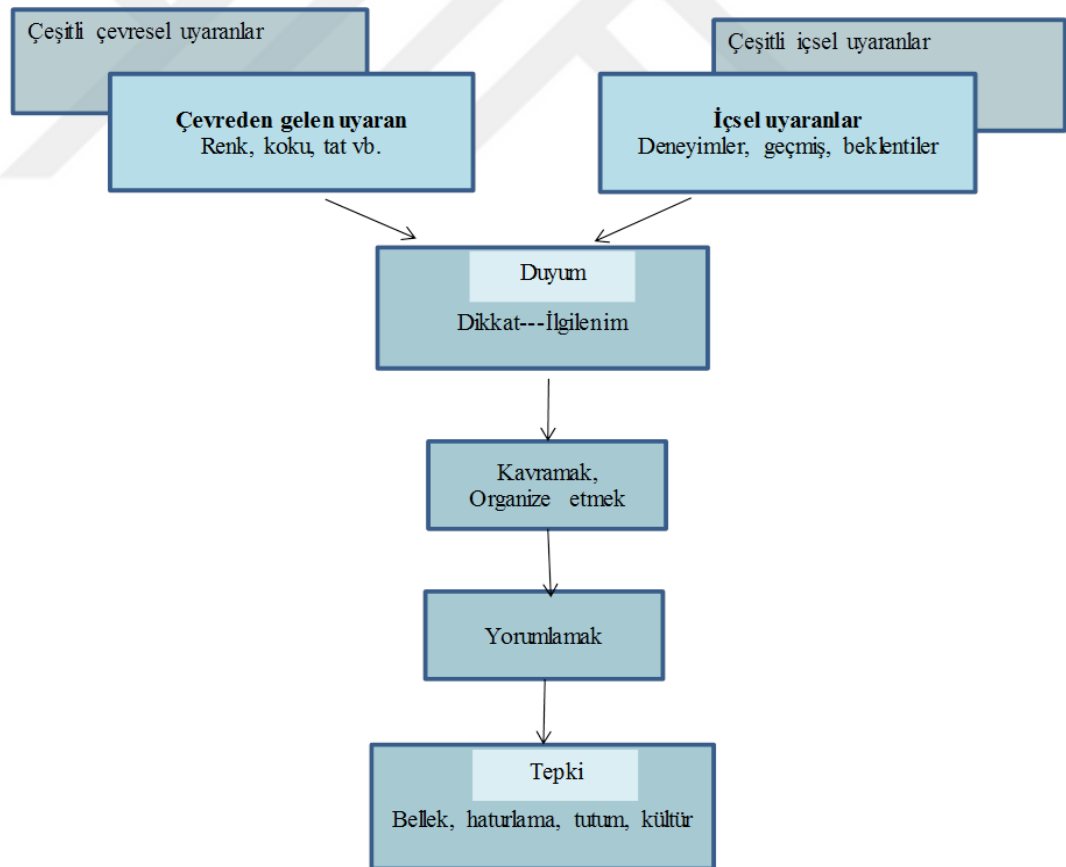 Çeşitli çevresel uyaranlar
Çeşitli içsel uyaranlar
Çevreden gelen uyaran
Renk, koku, tat vb.
İçsel uyaranlar
Deneyimler, geçmiş, beklentiler
Duyum
Dikkat---İlgilenim
Kavramak,
Organize etmek
Yorumlamak
Tepki
Bellek, haturlama, tutum, kültür